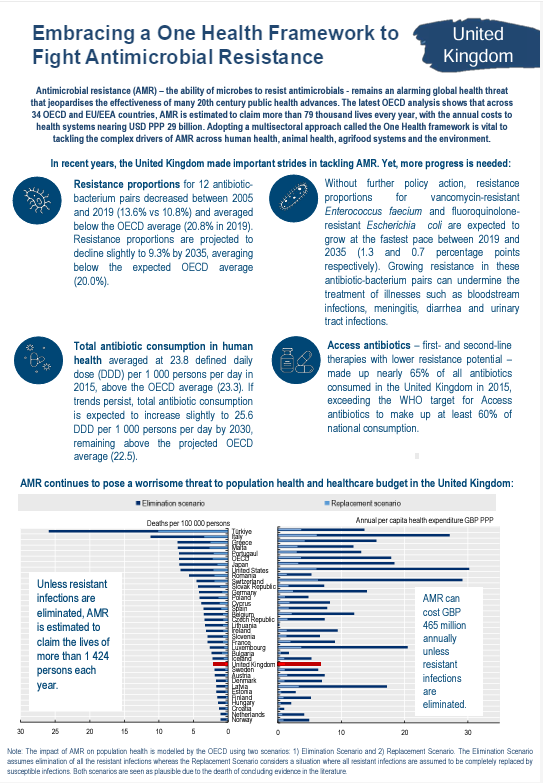 Embracing a One Health Framework to
Fight Antimicrobial Resistance
United
Kingdom
Antimicrobial resistance (AMR) – the ability of microbes to resist antimicrobials - remains an alarming global health threat
that jeopardises the effectiveness of many 20th century public health advances. The latest OECD analysis shows that across
34 OECD and EU/EEA countries, AMR is estimated to claim more than 79 thousand lives every year, with the annual costs to
health systems nearing USD PPP 29 billion. Adopting a multisectoral approach called the One Health framework is vital to
tackling the complex drivers of AMR across human health, animal health, agrifood systems and the environment.
In recent years, the United Kingdom made important strides in tackling AMR. Yet, more progress is needed:
Resistance proportions for 12 antibiotic-
bacterium pairs decreased between 2005
and 2019 (13.6% vs 10.8%) and averaged
below the OECD average (20.8% in 2019).
Resistance proportions are projected to
decline slightly to 9.3% by 2035, averaging
below the expected OECD average
(20.0%).
Without further policy action, resistance
proportions for vancomycin-resistant
Enterococcus faecium and fluoroquinolone-
resistant Escherichia coli are expected to
grow at the fastest pace between 2019 and
2035 (1.3 and 0.7 percentage points
respectively). Growing resistance in these
antibiotic-bacterium pairs can undermine the
treatment of illnesses such as bloodstream
infections, meningitis, diarrhea and urinary
tract infections.
Total antibiotic consumption in human
health averaged at 23.8 defined daily
dose (DDD) per 1 000 persons per day in
2015, above the OECD average (23.3). If
trends persist, total antibiotic consumption
is expected to increase slightly to 25.6
DDD per 1 000 persons per day by 2030,
remaining above the projected OECD
average (22.5).
Access antibiotics – first- and second-line
therapies with lower resistance potential –
made up nearly 65% of all antibiotics
consumed in the United Kingdom in 2015,
exceeding the WHO target for Access
antibiotics to make up at least 60% of
national consumption.
AMR continues to pose a worrisome threat to population health and healthcare budget in the United Kingdom:
Elimination scenario
Replacement scenario
Deaths per 100 000 persons
Annual per capita health expenditure GBP PPP
Türkiye
Italy
Greece
Malta
Portugaul
OECD
Japan
United States
Romania
Switzerland
Slovak Republic
Germany
Poland
Cyprus
Spain
Belgium
Czech Republic
Lithuania
Ireland
Slovenia
France
Luxembourg
Bulgaria
Iceland
United Kingdom
Sweden
Austria
Denmark
Latvia
Estonia
Finland
Hungary
Croatia
Netherlands
Norway
Unless resistant
infections are
eliminated, AMR
is estimated to
claim the lives of
more than 1 424
persons each
year.
AMR can
cost GBP
465 million
annually
unless
resistant
infections
are
eliminated.
30 25 20 15 10 5 0
0 10 20 30
Note: The impact of AMR on population health is modelled by the OECD using two scenarios: 1) Elimination Scenario and 2) Replacement Scenario. The Elimination Scenario
assumes elimination of all the resistant infections whereas the Replacement Scenario considers a situation where all resistant infections are assumed to be completely replaced by
susceptible infections. Both scenarios are seen as plausible due to the dearth of concluding evidence in the literature.